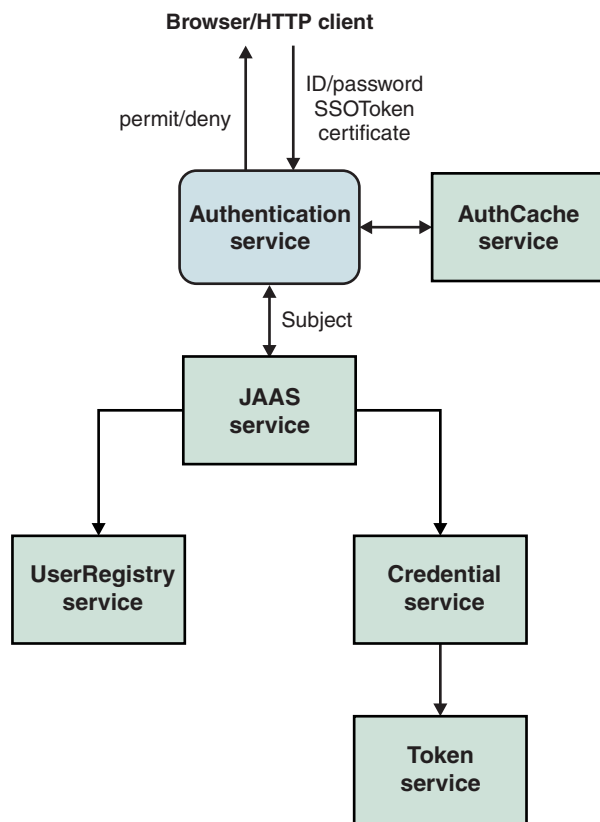 Browser/HTTP client
permit/deny
ID/password
SSOToken
certificate
Authentication
service
AuthCache
service
Subject
JAAS
service
UserRegistry
service
Credential
service
Token
service